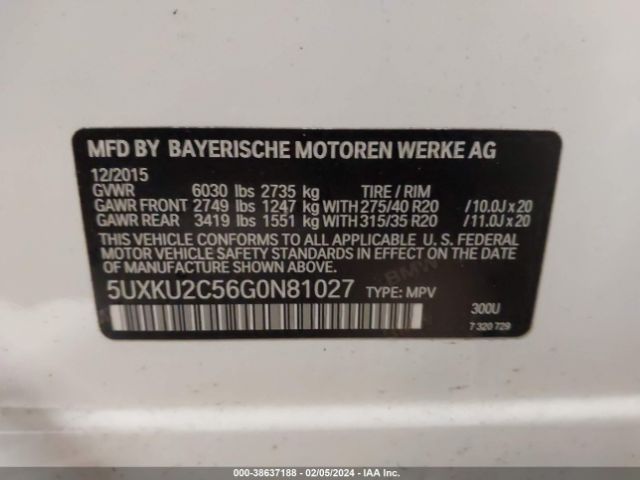 MFD BY BAYERISCHE MOTOREN WERKE AG
12/2015
GVWR 6030 lbs 2735 kg TIRE / RIM
GAWR FRONT 2749 lbs 1247 kg WITH 275/40 R20 /10.0J x 20
GAWR REAR 3419 lbs 1551 kg WITH 315/35 R20 /11.0J x 20
THIS VEHICLE CONFORMS TO ALL APPLICABLE U. S. FEDERAL
MOTOR VEHICLE SAFETY STANDARDS IN EFFECT ON THE DATE
OF MANUFACTURE SHOWN ABOVE.
BMW
5UXKU2C56G0N81027 TYPE: MPV
300U
7 320 729
000-38637188 - 02/05/2024 - IAA Inc.